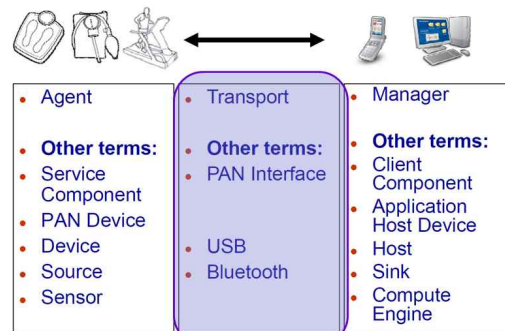 Agent
Other terms:
Service
Component
PAN Device
Device
Source
Sensor
Transport
Other terms:
PAN Interface
USB
Bluetooth
Manager
Other terms:
Client
Component
Application
Host Device
Host
Sink
Compute
Engine